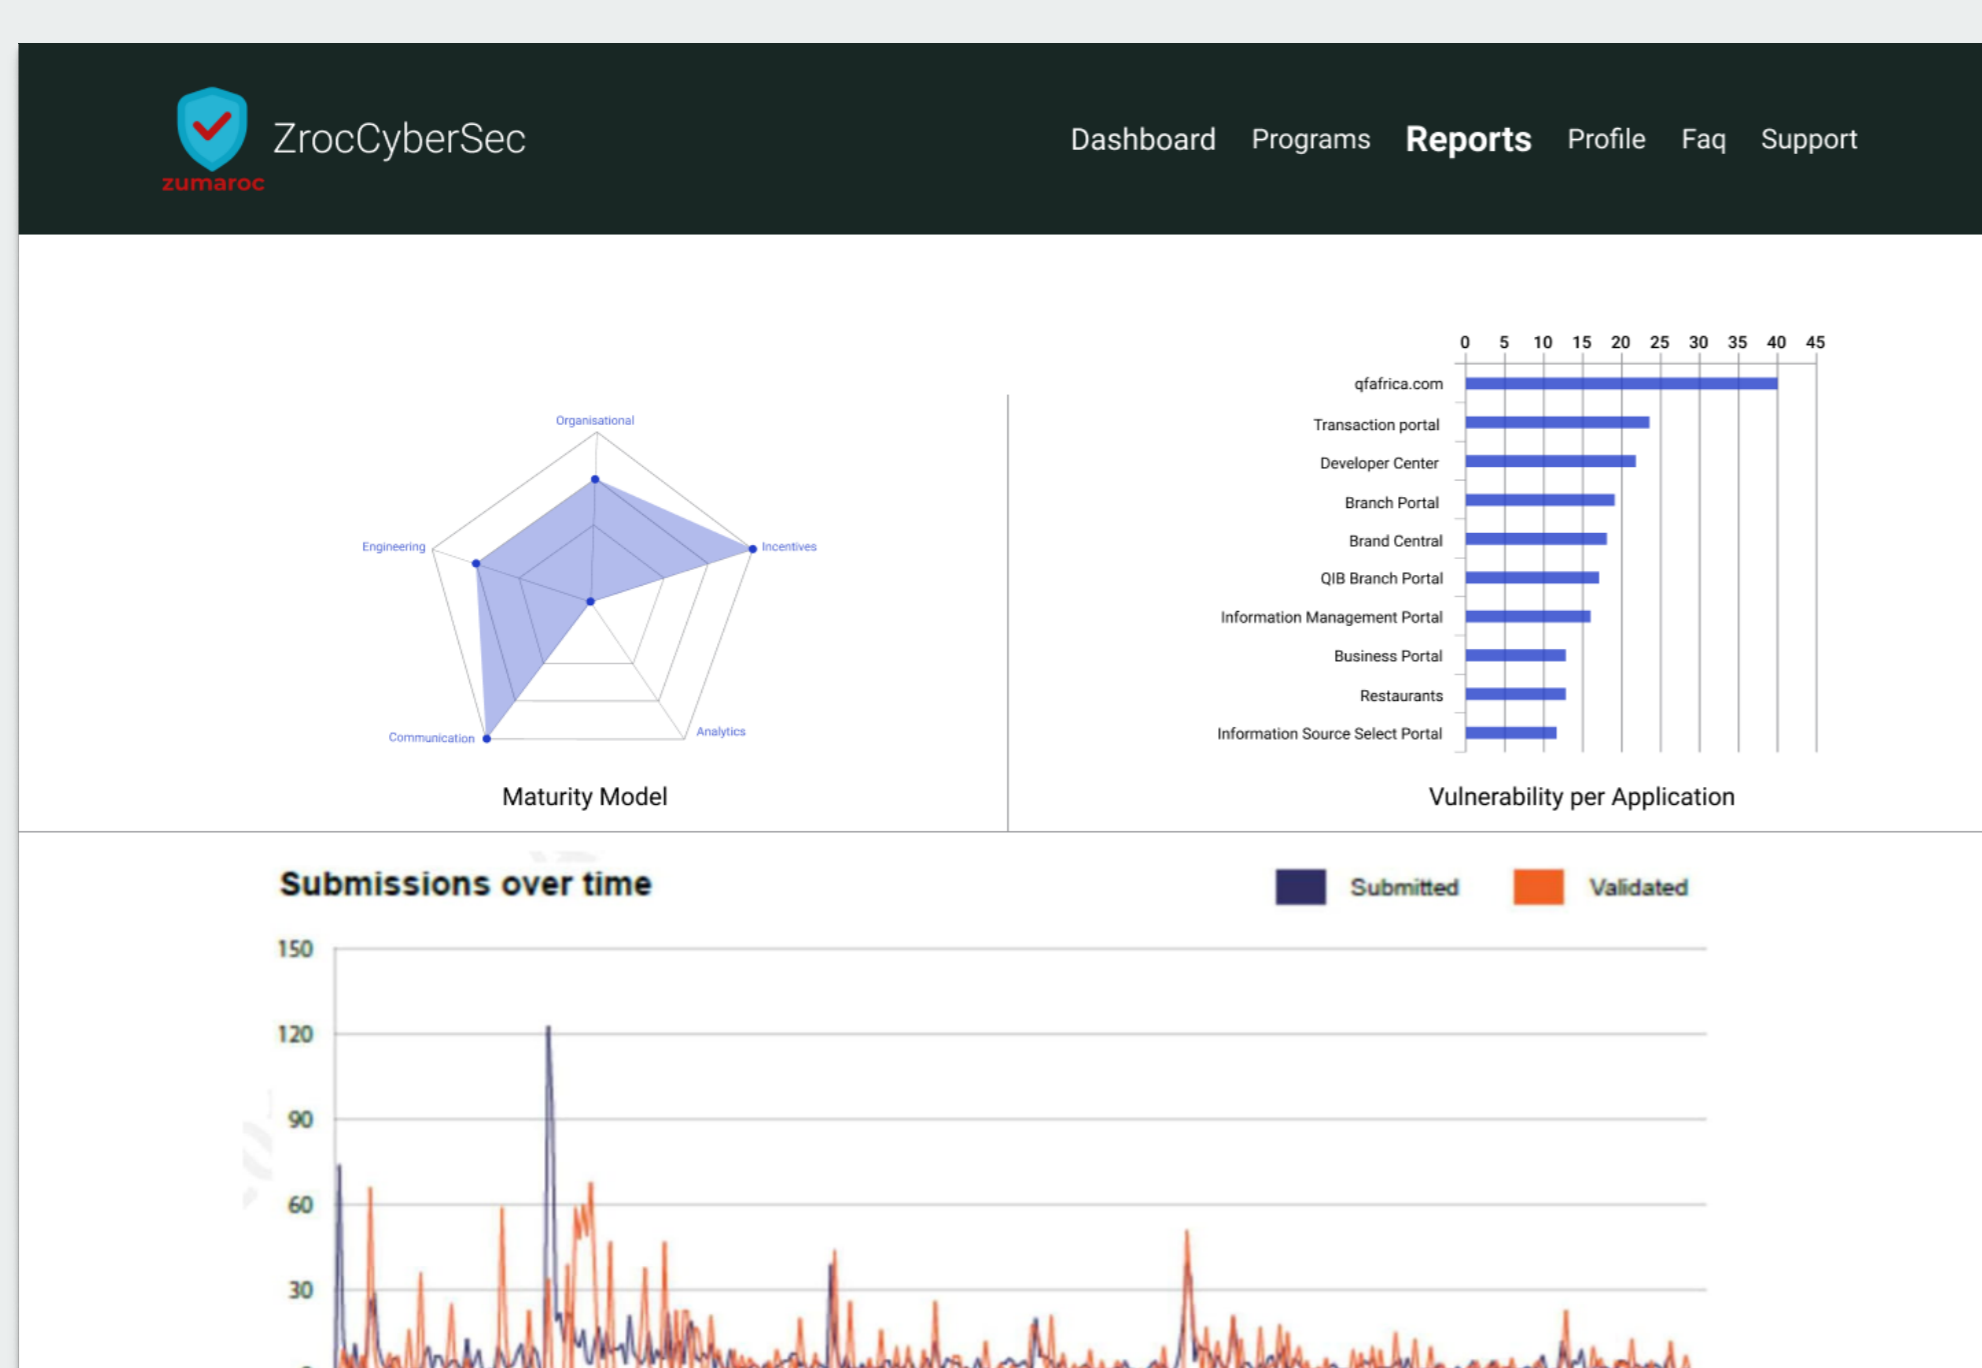 zumaroc
ZrocCyberSec
Dashboard Programs Reports Profile Faq Support
Organisational
Engineering
Incentives
Communication
Analytics
Maturity Model
0 5 10 15 20 25 30 35 40 45
qfafrica.com
Transaction portal
Developer Center
Branch Portal
Brand Central
QIB Branch Portal
Information Management Portal
Business Portal
Restaurants
Information Source Select Portal
Vulnerability per Application
Submissions over time
Submitted
Validated
150
120
90
60
30